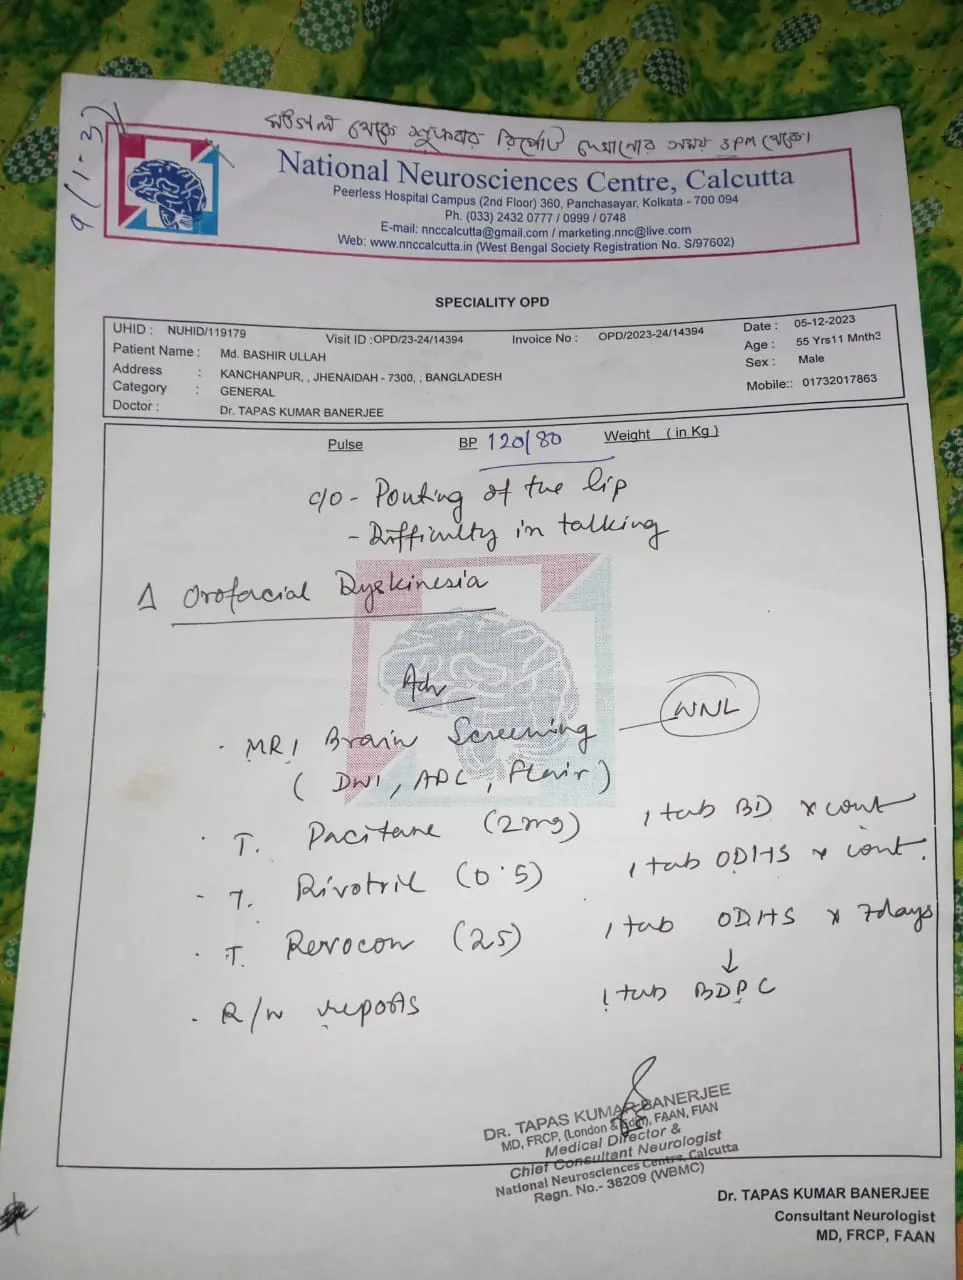 মঙ্গলবার থেকে শুক্রবার রিপোর্ট দেখানোর সময় 3PM থেকে।
National Neurosciences Centre, Calcutta
Peerless Hospital Campus (2nd Floor) 360, Panchasayar, Kolkata - 700 094
Ph. (033) 2432 0777 / 0999 / 0748
E-mail: nnccalcutta@gmail.com / marketing.nnc@live.com
Web: www.nnccalcutta.in (West Bengal Society Registration No. S/97602)
SPECIALITY OPD
UHID : NUHID/119179 Visit ID :OPD/23-24/14394 Invoice No : OPD/2023-24/14394 Date : 05-12-2023
Patient Name : Md. BASHIR ULLAH Age : 55 Yrs11 Mnth3
Address : KANCHANPUR, , JHENAIDAH - 7300, , BANGLADESH Sex : Male
Category : GENERAL Mobile:: 01732017863
Doctor : Dr. TAPAS KUMAR BANERJEE
Pulse BP 120/80 Weight ( in Kg )
c/o - Pouting of the lip
- Difficulty in talking
Δ Orofacial Dyskinesia
Adv
· MRI Brain Screening — WNL
( DWI, ADC, Flair )
· T. Pacitane (2mg) 1 tab BD x cont
- T. Rivotril (0.5) 1 tab ODHS x cont.
· T. Revocon (25) 1 tab ODHS x 7days
↓
1 tab BDPC
· R/w reports
DR. TAPAS KUMAR BANERJEE
MD, FRCP, (London & Edin), FAAN, FIAN
Medical Director &
Chief Consultant Neurologist
National Neurosciences Centre, Calcutta
Regn. No.- 38209 (WBMC)
Dr. TAPAS KUMAR BANERJEE
Consultant Neurologist
MD, FRCP, FAAN